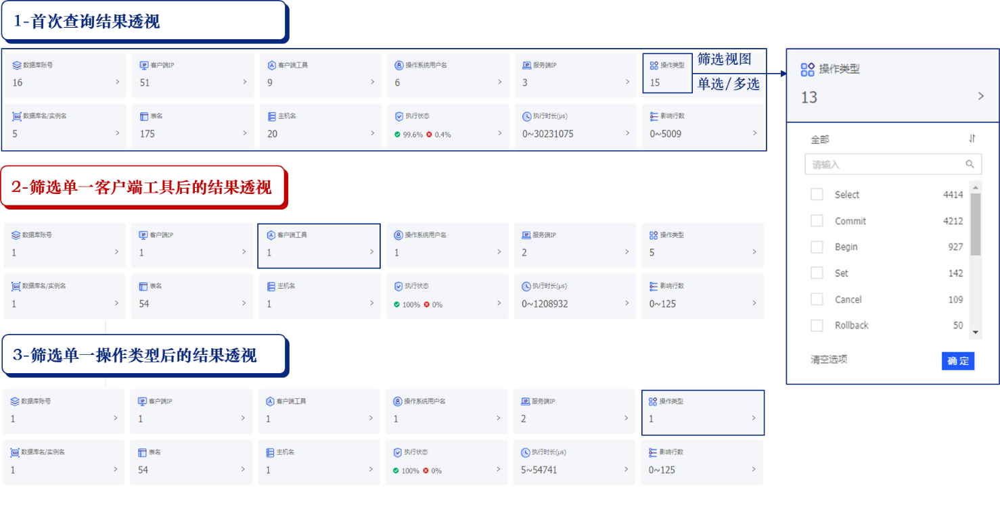 1-首次查询结果透视
数据库账号
16
客户端IP
51
客户端工具
9
操作系统用户名
6
服务端IP
3
操作类型
15
筛选视图
单选/多选
数据库名/实例名
5
表名
175
主机名
20
执行状态
99.6% 0.4%
执行时长(μs)
0~30231075
影响行数
0~5009
2-筛选单一客户端工具后的结果透视
数据库账号
1
客户端IP
1
客户端工具
1
操作系统用户名
1
服务端IP
2
操作类型
5
数据库名/实例名
1
表名
54
主机名
1
执行状态
100% 0%
执行时长(μs)
0~1208932
影响行数
0~125
3-筛选单一操作类型后的结果透视
数据库账号
1
客户端IP
1
客户端工具
1
操作系统用户名
1
服务端IP
2
操作类型
1
数据库名/实例名
1
表名
54
主机名
1
执行状态
100% 0%
执行时长(μs)
5~54741
影响行数
0~125
操作类型
13
全部
请输入
Select 4414
Commit 4212
Begin 927
Set 142
Cancel 109
Rollback 50
清空选项
确定